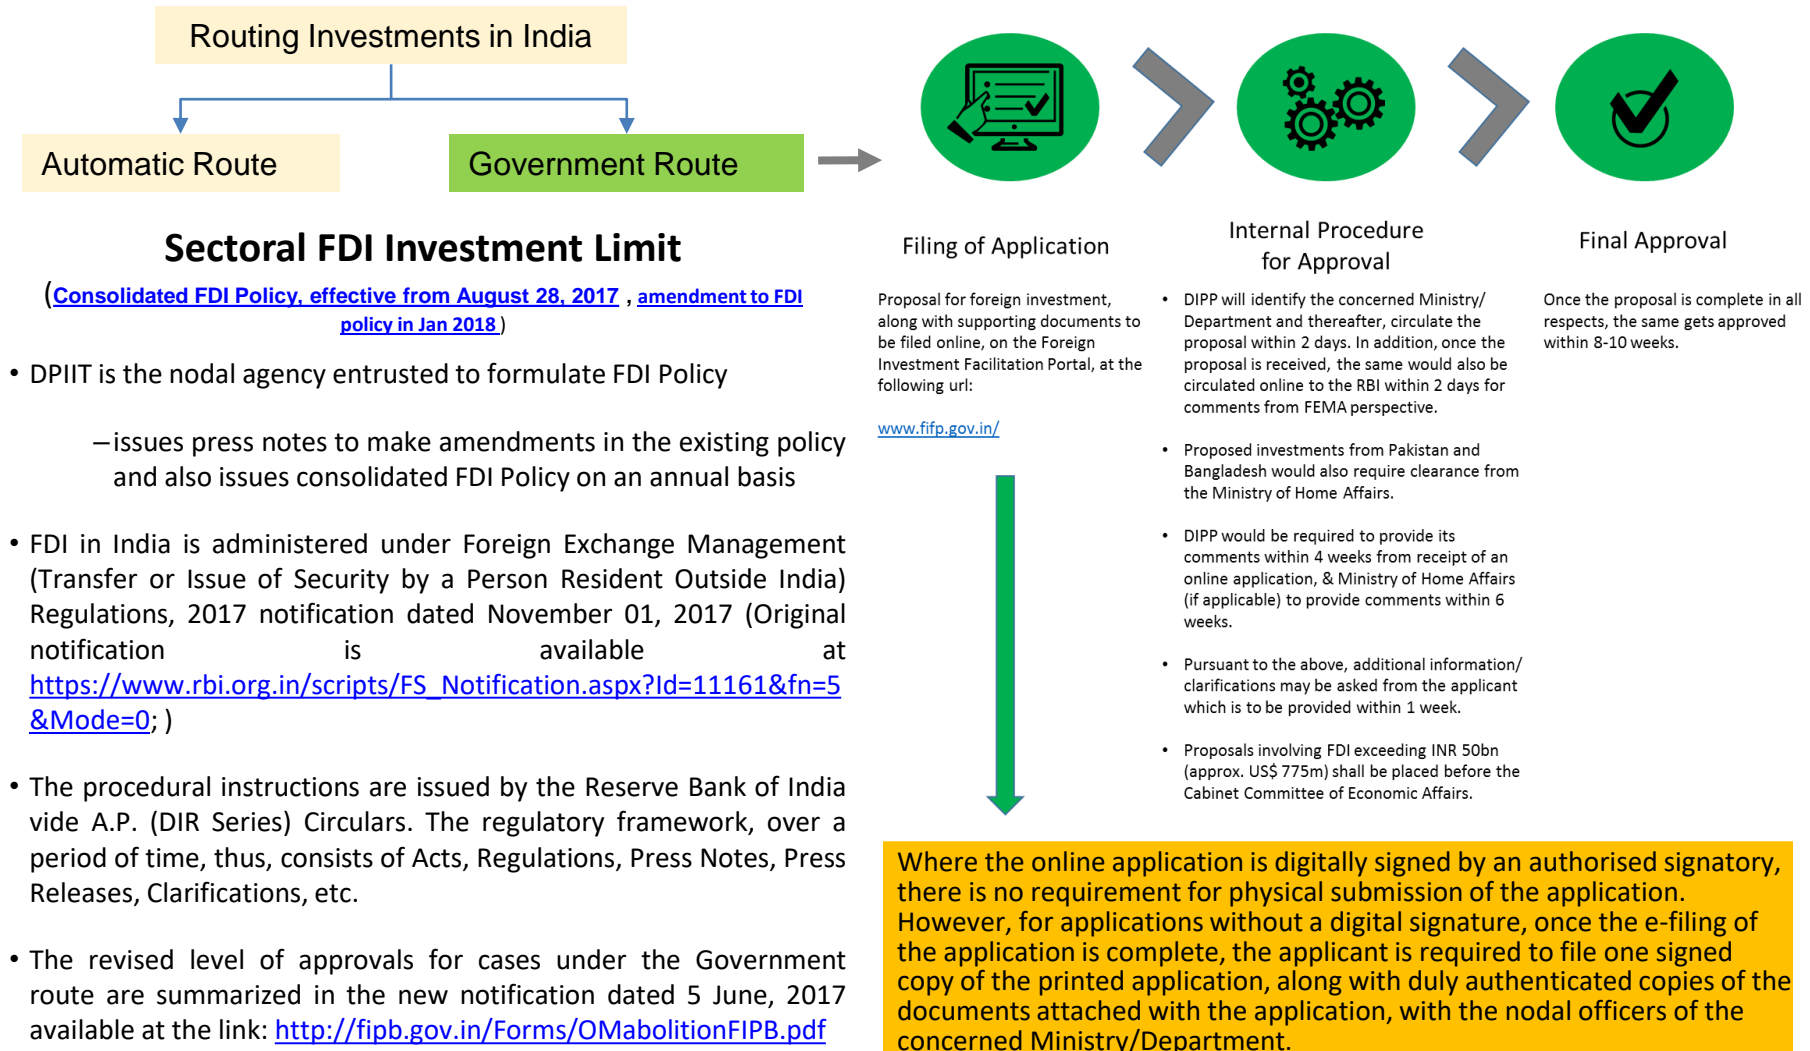 Routing Investments in India
Automatic Route
Government Route
Sectoral FDI Investment Limit
(Consolidated FDI Policy, effective from August 28, 2017 , amendment to FDI
policy in Jan 2018 )
• DPIIT is the nodal agency entrusted to formulate FDI Policy
–issues press notes to make amendments in the existing policy
and also issues consolidated FDI Policy on an annual basis
• FDI in India is administered under Foreign Exchange Management
(Transfer or Issue of Security by a Person Resident Outside India)
Regulations, 2017 notification dated November 01, 2017 (Original
notification is available at
https://www.rbi.org.in/scripts/FS_Notification.aspx?Id=11161&fn=5
&Mode=0; )
• The procedural instructions are issued by the Reserve Bank of India
vide A.P. (DIR Series) Circulars. The regulatory framework, over a
period of time, thus, consists of Acts, Regulations, Press Notes, Press
Releases, Clarifications, etc.
• The revised level of approvals for cases under the Government
route are summarized in the new notification dated 5 June, 2017
available at the link: http://fipb.gov.in/Forms/OMabolitionFIPB.pdf
Filing of Application
Proposal for foreign investment,
along with supporting documents to
be filed online, on the Foreign
Investment Facilitation Portal, at the
following url:
www.fifp.gov.in/
Internal Procedure
for Approval
• DIPP will identify the concerned Ministry/
Department and thereafter, circulate the
proposal within 2 days. In addition, once the
proposal is received, the same would also be
circulated online to the RBI within 2 days for
comments from FEMA perspective.
• Proposed investments from Pakistan and
Bangladesh would also require clearance from
the Ministry of Home Affairs.
• DIPP would be required to provide its
comments within 4 weeks from receipt of an
online application, & Ministry of Home Affairs
(if applicable) to provide comments within 6
weeks.
• Pursuant to the above, additional information/
clarifications may be asked from the applicant
which is to be provided within 1 week.
• Proposals involving FDI exceeding INR 50bn
(approx. US$ 775m) shall be placed before the
Cabinet Committee of Economic Affairs.
Final Approval
Once the proposal is complete in all
respects, the same gets approved
within 8-10 weeks.
Where the online application is digitally signed by an authorised signatory,
there is no requirement for physical submission of the application.
However, for applications without a digital signature, once the e-filing of
the application is complete, the applicant is required to file one signed
copy of the printed application, along with duly authenticated copies of the
documents attached with the application, with the nodal officers of the
concerned Ministry/Department.